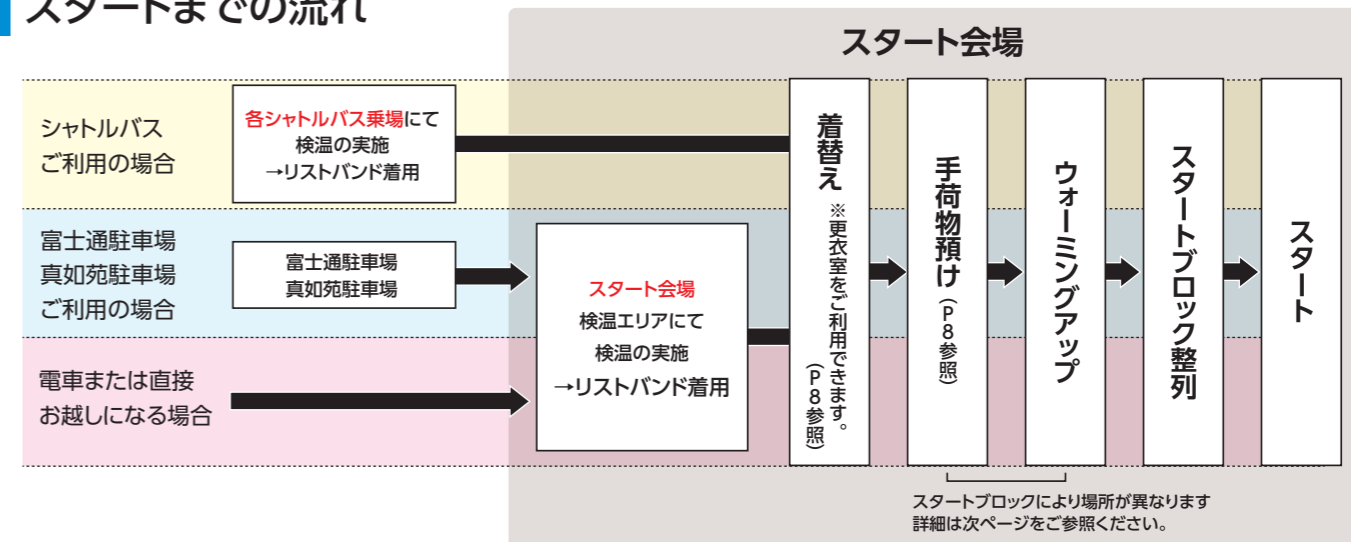 スタートまでの流れ
スタート会場
シャトルバス
ご利用の場合
各シャトルバス乗場にて
検温の実施
→リストバンド着用
富士通駐車場
真如苑駐車場
ご利用の場合
富士通駐車場
真如苑駐車場
電車または直接
お越しになる場合
スタート会場
検温エリアにて
検温の実施
→リストバンド着用
着替え ※更衣室をご利用できます。
(P8参照)
手荷物預け (P8参照)
ウォーミングアップ
スタートブロック整列
スタート
スタートブロックにより場所が異なります
詳細は次ページをご参照ください。